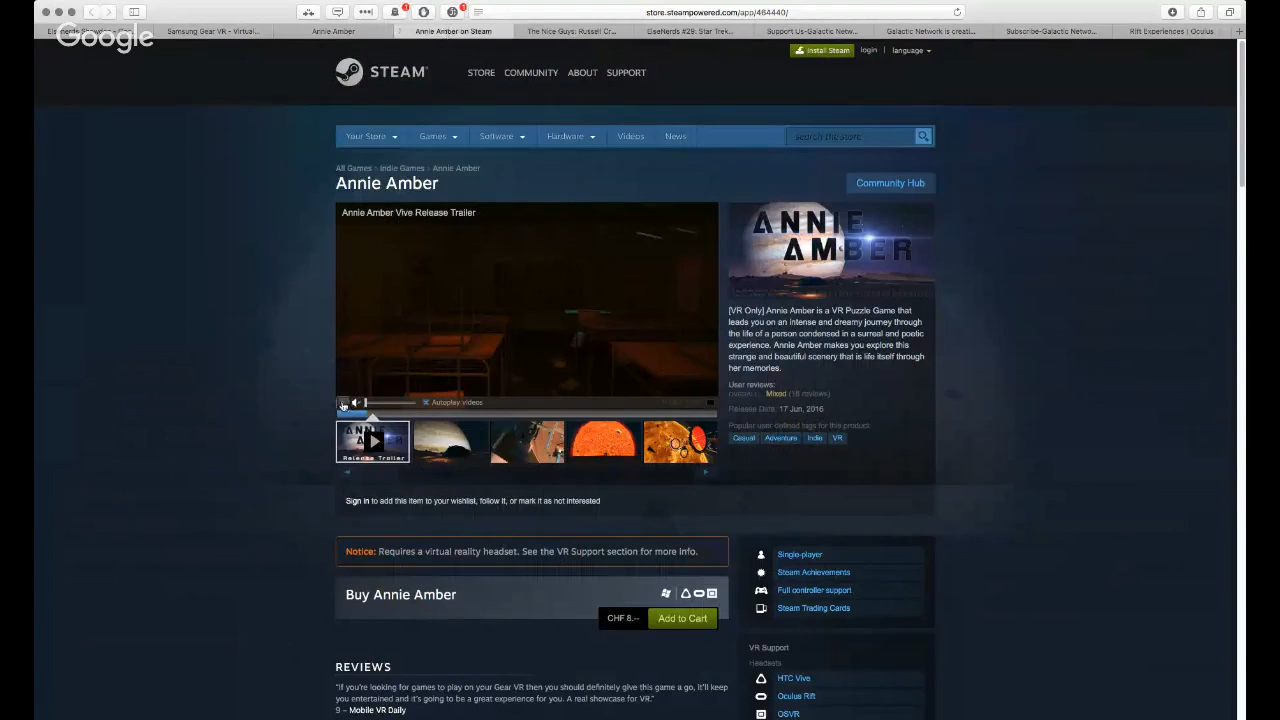 store.steampowered.com/app/464440/
Samsung Gear VR - Virtual...
Annie Amber
Annie Amber on Steam
The Nice Guys: Russell Cr...
ElseNerds #29: Star Trek...
Support Us-Galactic Netw...
Galactic Network is creati...
Subscribe-Galactic Netwo...
Rift Experiences | Oculus
Google
Install Steam
login
language
STEAM
STORE
COMMUNITY
ABOUT
SUPPORT
Your Store
Games
Software
Hardware
Videos
News
search the store
All Games > Indie Games > Annie Amber
Annie Amber
Community Hub
Annie Amber Vive Release Trailer
ANNIE
AMBER
[VR Only] Annie Amber is a VR Puzzle Game that
leads you on an intense and dreamy journey through
the life of a person condensed in a surreal and poetic
experience. Annie Amber makes you explore this
strange and beautiful scenery that is life itself through
her memories.
User reviews:
OVERALL: Mixed (18 reviews)
Release Date: 17 Jun, 2016
Popular user-defined tags for this product:
Casual
Adventure
Indie
VR
Autoplay videos
Release Trailer
Sign in to add this item to your wishlist, follow it, or mark it as not interested
Notice: Requires a virtual reality headset. See the VR Support section for more info.
Buy Annie Amber
CHF 8.--
Add to Cart
Single-player
Steam Achievements
Full controller support
Steam Trading Cards
VR Support
Headsets
HTC Vive
Oculus Rift
OSVR
REVIEWS
“If you're looking for games to play on your Gear VR then you should definitely give this game a go, it'll keep
you entertained and it's going to be a great experience for you. A real showcase for VR.”
9 – Mobile VR Daily